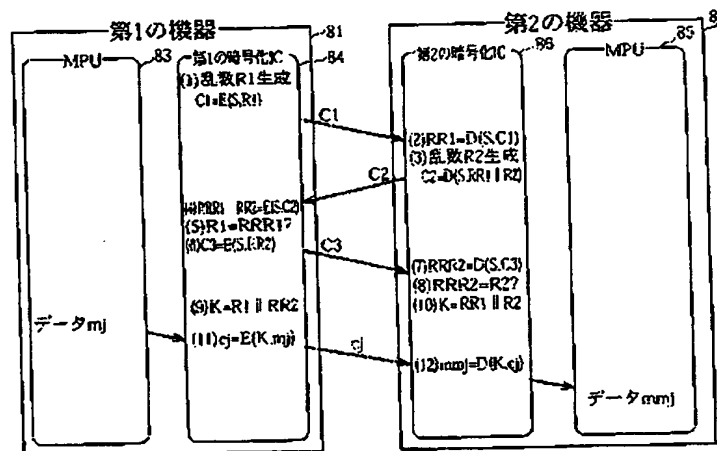 第1の機器
81
MPU
83
第1の暗号化IC
84
(1)乱数R1生成
C1=E(S,R1)
(5)R1=RRR1?
(6)C3=E(S,RR2)
(9)K=R1||RR2
データmj
(11)cj=E(K,mj)
C1
C2
C3
cj
第2の機器
8
第2の暗号化IC
86
MPU
85
(2)RR1=D(S,C1)
(3)乱数R2生成
C2=D(S,RR1||R2)
(7)RRR2=D(S,C3)
(8)RRR2=R2?
(10)K=RR1||R2
(12)mmj=D(K,cj)
データmmj